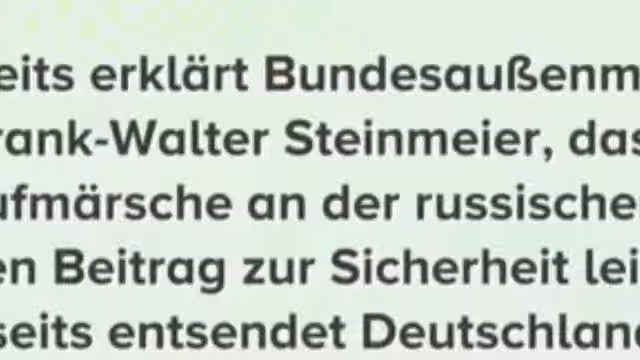 eits erklärt Bundesaußenm
rank-Walter Steinmeier, das
ufmärsche an der russische
en Beitrag zur Sicherheit lei
seits entsendet Deutschlan